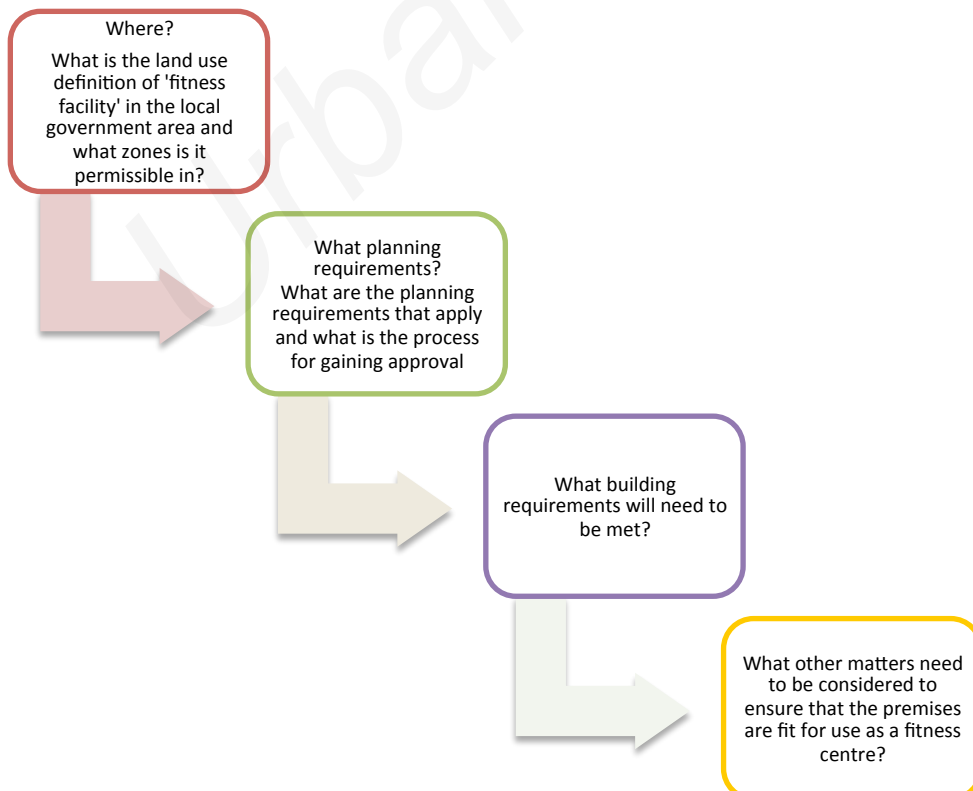 Where?
What is the land use
definition of 'fitness
facility' in the local
government area and
what zones is it
permissible in?
What planning
requirements?
What are the planning
requirements that apply
and what is the process
for gaining approval
What building
requirements will need to
be met?
What other matters need
to be considered to
ensure that the premises
are fit for use as a fitness
centre?